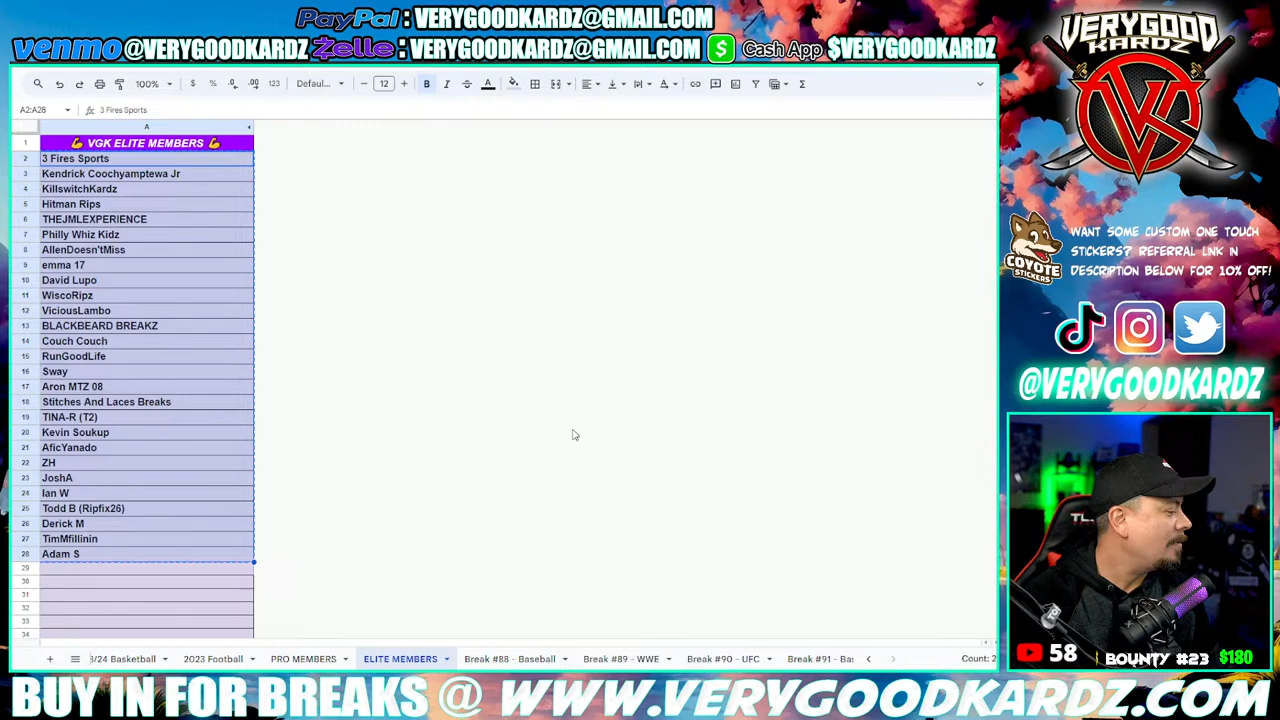 PayPal : VERYGOODKARDZ@GMAIL.COM
venmo @VERYGOODKARDZ Zelle : VERYGOODKARDZ@GMAIL.COM $ Cash App $VERYGOODKARDZ
VERYGOOD
KARDZ
VK
100% $ % .0 .00 123 Defaul... - 12 + B I A
A2:A28 fx 3 Fires Sports
A
1 💪 VGK ELITE MEMBERS 💪
2 3 Fires Sports
3 Kendrick Coochyamptewa Jr
4 KillswitchKardz
5 Hitman Rips
6 THEJMLEXPERIENCE
7 Philly Whiz Kidz
8 AllenDoesn'tMiss
9 emma 17
10 David Lupo
11 WiscoRipz
12 ViciousLambo
13 BLACKBEARD BREAKZ
14 Couch Couch
15 RunGoodLife
16 Sway
17 Aron MTZ 08
18 Stitches And Laces Breaks
19 TINA-R (T2)
20 Kevin Soukup
21 AficYanado
22 ZH
23 JoshA
24 Ian W
25 Todd B (Ripfix26)
26 Derick M
27 TimMfillinin
28 Adam S
29
30
31
32
33
34
3/24 Basketball 2023 Football PRO MEMBERS ELITE MEMBERS Break #88 - Baseball Break #89 - WWE Break #90 - UFC Break #91 - Ba Count: 2
COYOTE
STICKERS
WANT SOME CUSTOM ONE TOUCH
STICKERS? REFERRAL LINK IN
DESCRIPTION BELOW FOR 10% OFF!
@VERYGOODKARDZ
58 BOUNTY #23 $180
BUY IN FOR BREAKS @ WWW.VERYGOODKARDZ.COM